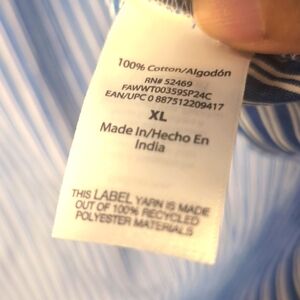 100% Cotton/Algodón
RN# 52469
FAWWT00359SP24C
EAN/UPC 0 887512209417
XL
Made In/Hecho En
India
THIS LABEL YARN IS MADE
OUT OF 100% RECYCLED
POLYESTER MATERIALS